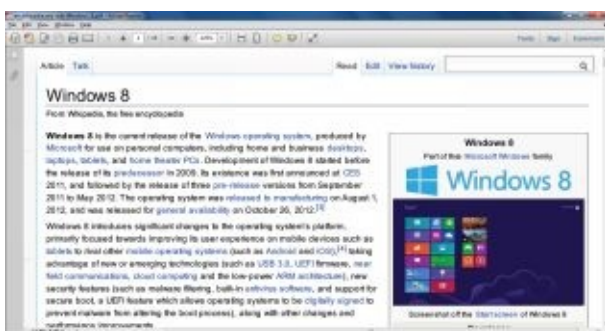 Article Talk Read Edit View history
Windows 8
From Wikipedia, the free encyclopedia
Windows 8 is the current release of the Windows operating system, produced by
Microsoft for use on personal computers, including home and business desktops,
laptops, tablets, and home theater PCs. Development of Windows 8 started before
the release of its predecessor in 2009. Its existence was first announced at CES
2011, and followed by the release of three pre-release versions from September
2011 to May 2012. The operating system was released to manufacturing on August 1,
2012, and was released for general availability on October 26, 2012.[3]
Windows 8 introduces significant changes to the operating system's platform,
primarily focused towards improving its user experience on mobile devices such as
tablets to rival other mobile operating systems (such as Android and iOS),[4] taking
advantage of new or emerging technologies (such as USB 3.0, UEFI firmware, near
field communications, cloud computing and the low-power ARM architecture), new
security features (such as malware filtering, built-in antivirus software, and support for
secure boot, a UEFI feature which allows operating systems to be digitally signed to
prevent malware from altering the boot process), along with other changes and
performance improvements
Windows 8
Part of the Microsoft Windows family
Windows 8
Screenshot of the Start screen of Windows 8